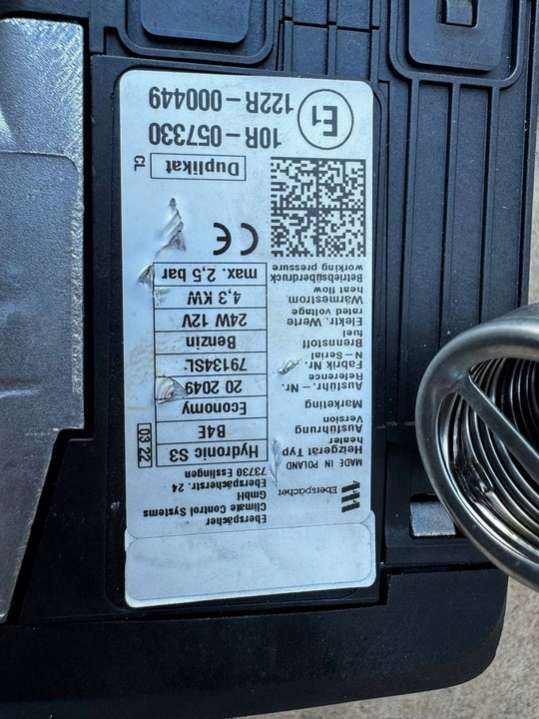 Eberspächer
Eberspächer
Climate Control Systems
GmbH
Eberspächerstr. 24
73730 Esslingen
MADE IN POLAND
Heizgerät Typ
heater
Hydronic S3
03 22
Ausführung
Version
B4E
Marketing
Economy
Ausführ.-Nr.
Reference
20 2049.
Fabrik Nr.
N-Serial
79134SL
Brennstoff
fuel
Benzin
Elektr. Werte
rated voltage
24W 12V
Wärmestrom
heat flow
4,3 KW
Betriebsüberdruck
working pressure
max. 2,5 bar
CE
Duplikat
CL
10R-057330
E1
122R-000449